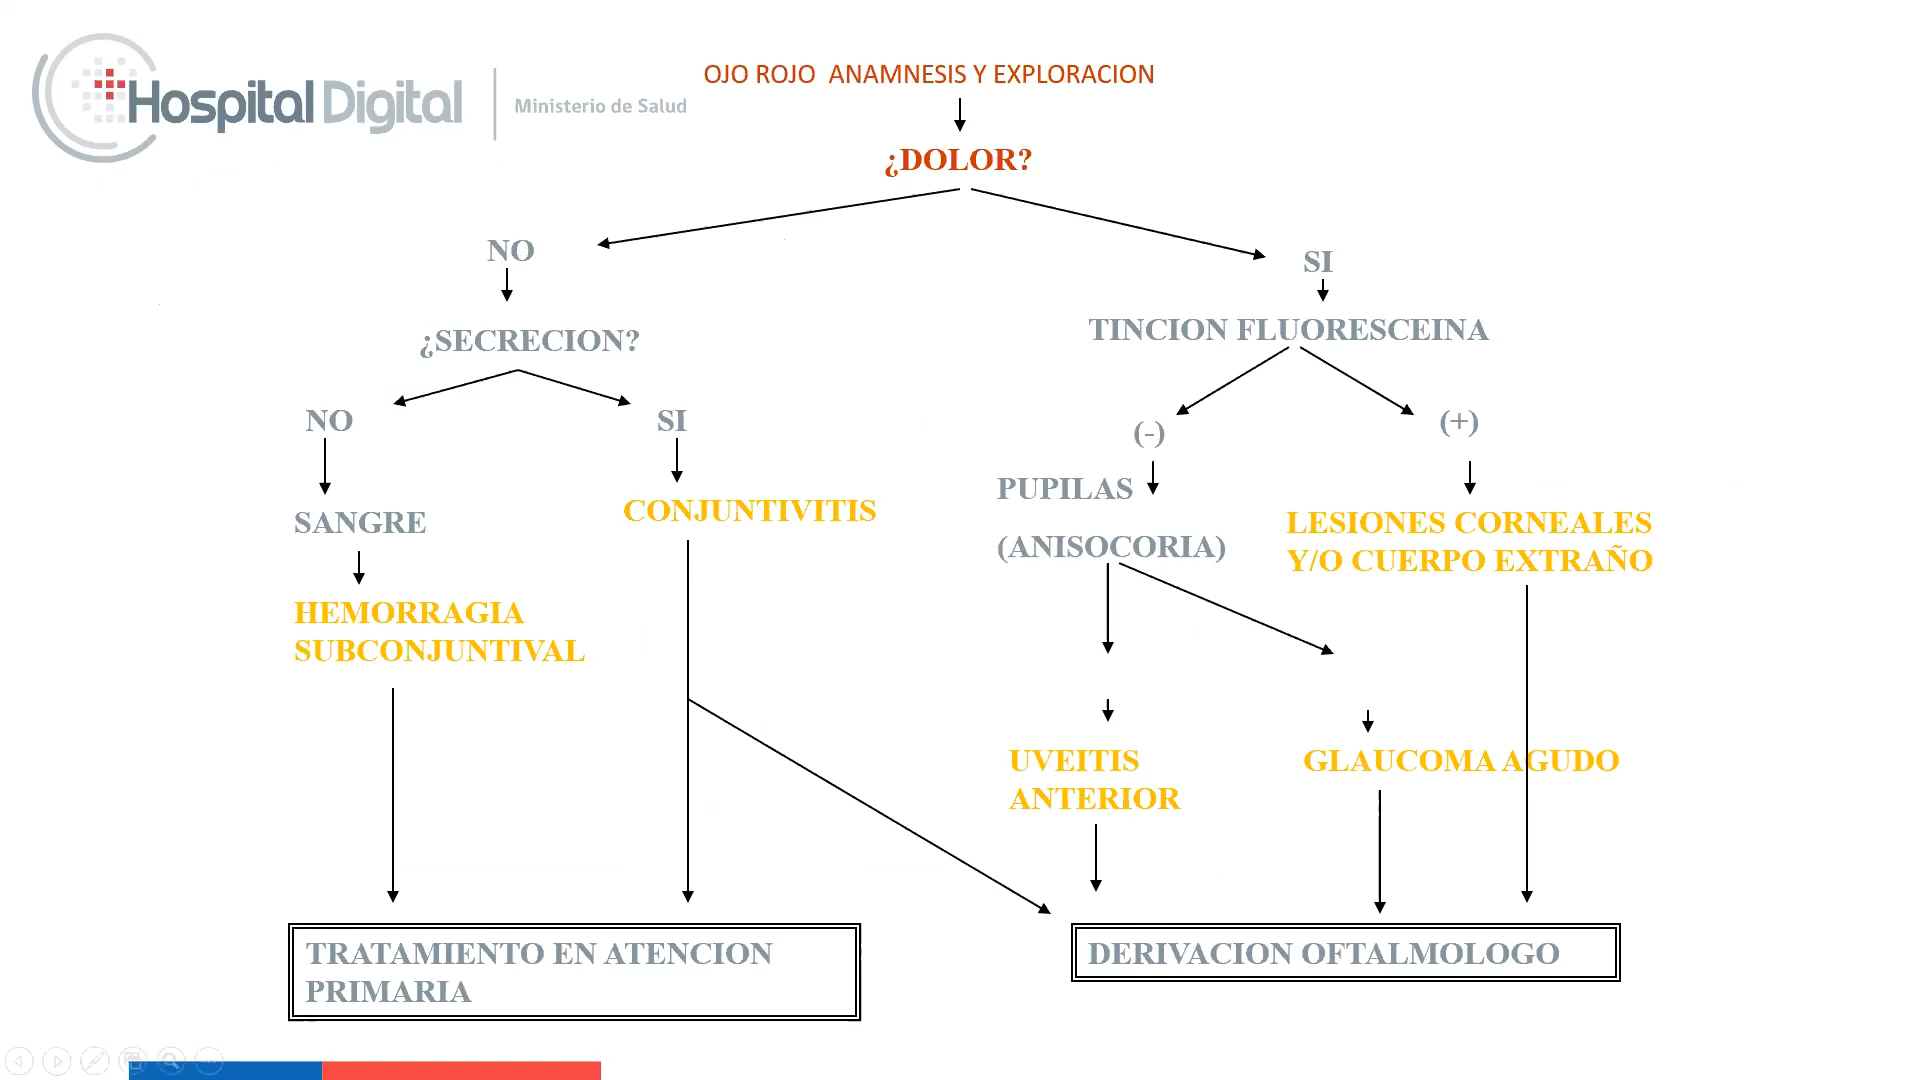 Hospital Digital
Ministerio de Salud
OJO ROJO ANAMNESIS Y EXPLORACION
¿DOLOR?
NO
SI
¿SECRECION?
TINCION FLUORESCEINA
NO
SI
(-)
(+)
PUPILAS
(ANISOCORIA)
SANGRE
CONJUNTIVITIS
LESIONES CORNEALES
Y/O CUERPO EXTRAÑO
HEMORRAGIA
SUBCONJUNTIVAL
UVEITIS
ANTERIOR
GLAUCOMA AGUDO
TRATAMIENTO EN ATENCION
PRIMARIA
DERIVACION OFTALMOLOGO